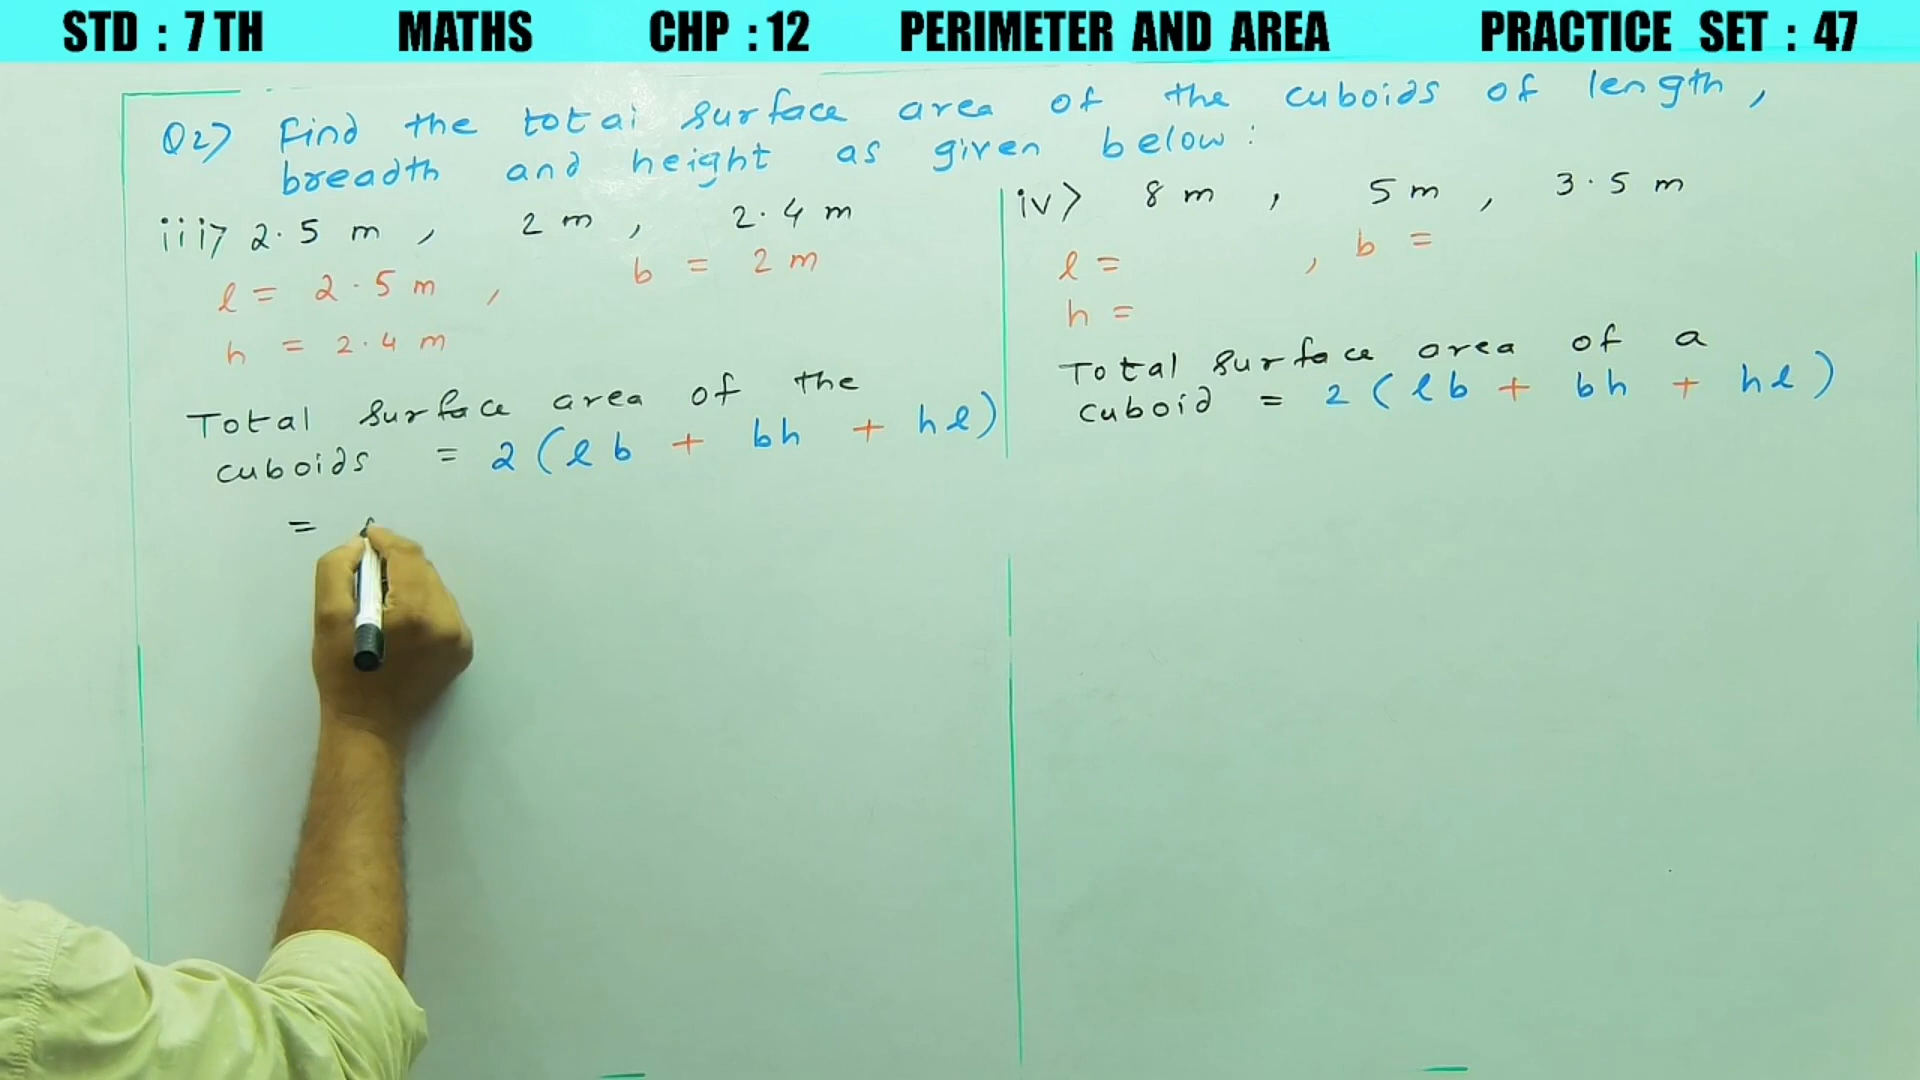 STD : 7 TH MATHS CHP : 12 PERIMETER AND AREA PRACTICE SET : 47
Q2) Find the total surface area of the cuboids of length,
breadth and height as given below:
iii) 2.5 m, 2 m, 2.4 m
l = 2.5 m, b = 2 m
h = 2.4 m
Total surface area of the
cuboids = 2(lb + bh + hl)
=
iv) 8 m, 5 m, 3.5 m
l = , b =
h =
Total surface area of a
cuboid = 2(lb + bh + hl)